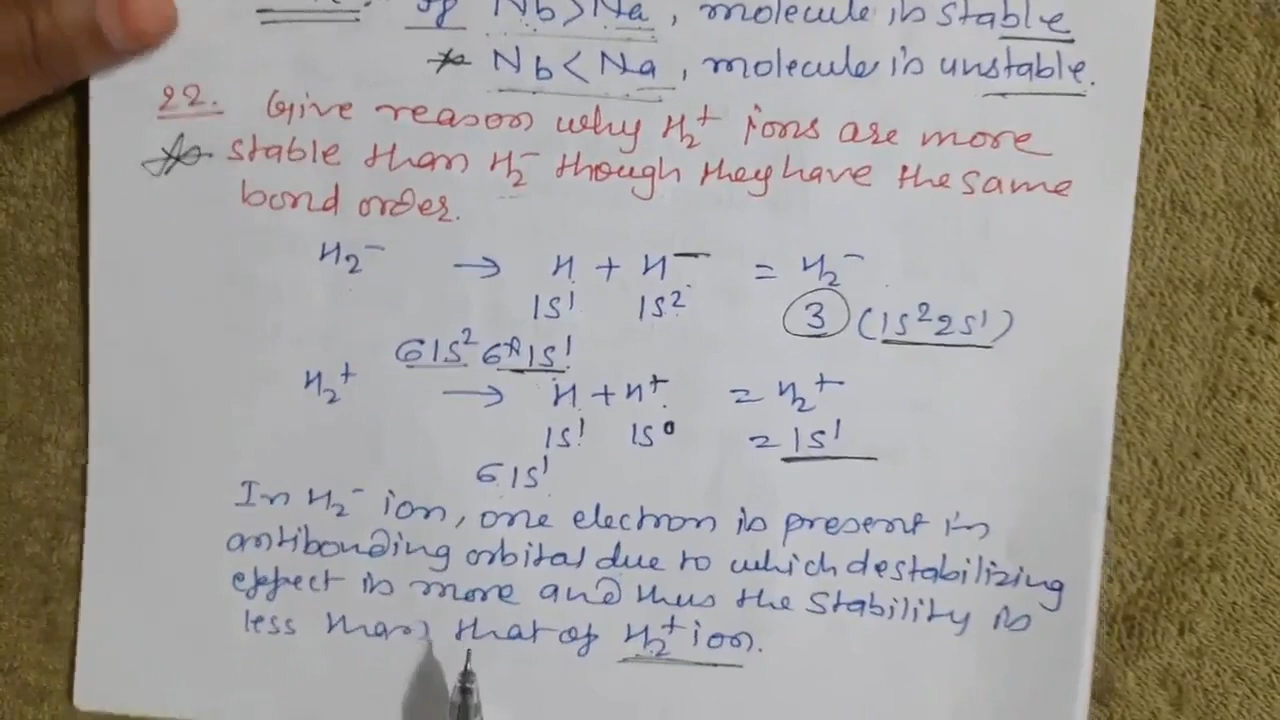 If Nb>Na, molecule is stable
* Nb<Na, molecule is unstable.
22. Give reason why H₂⁺ ions are more
stable than H₂⁻ though they have the same
bond order.
H₂⁻ → H + H⁻ = H₂⁻
1s¹ 1s² 3 (1s²2s¹)
σ1s² σ*1s¹
H₂⁺ → H + H⁺ = H₂⁺
1s¹ 1s⁰ = 1s¹
σ1s¹
In H₂⁻ ion, one electron is present in
antibonding orbital due to which destabilizing
effect is more and thus the stability is
less than that of H₂⁺ ion.